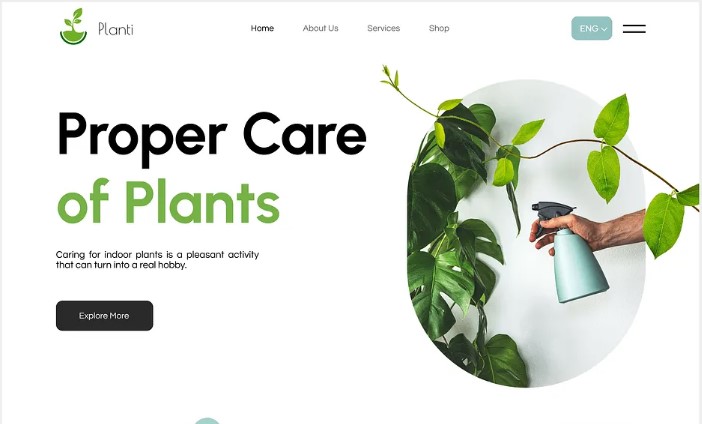 Planti
Home
About Us
Services
Shop
ENG
Proper Care
of Plants
Caring for indoor plants is a pleasant activity
that can turn into a real hobby.
Explore More